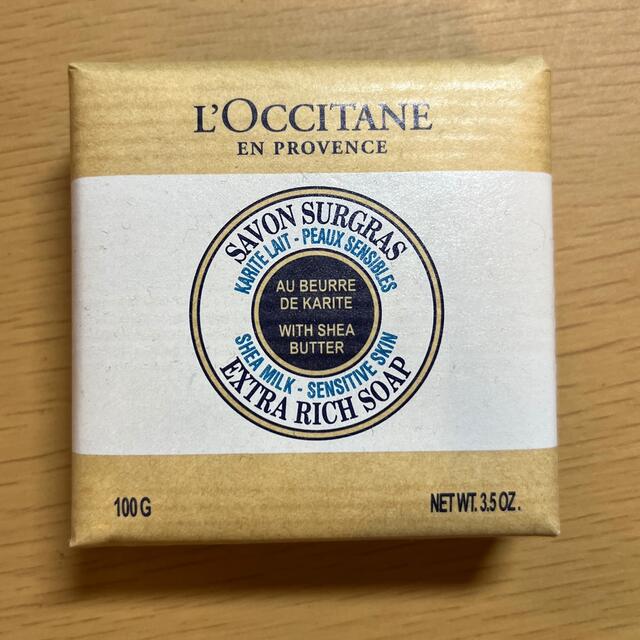 L'OCCITANE
EN PROVENCE
SAVON SURGRAS
KARITE LAIT - PEAUX SENSIBLES
AU BEURRE
DE KARITE
WITH SHEA
BUTTER
SHEA MILK - SENSITIVE SKIN
EXTRA RICH SOAP
100 G
NET WT. 3.5 OZ.